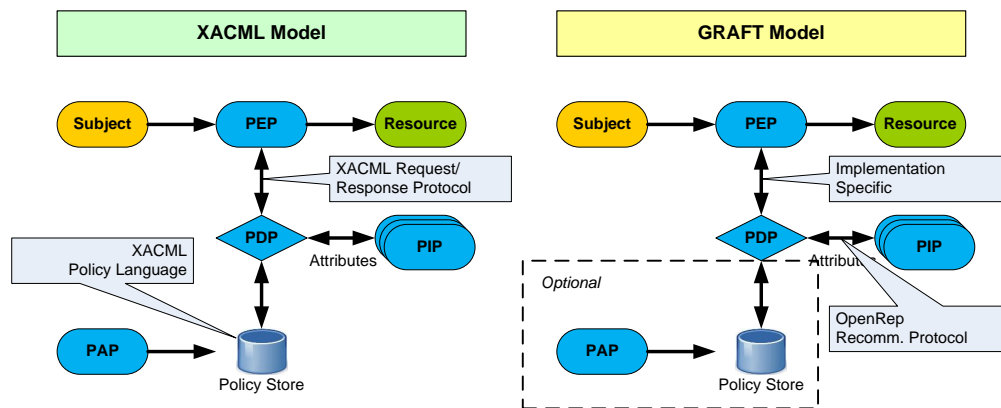 XACML Model
Subject
PEP
Resource
XACML Request/
Response Protocol
PDP
PIP
Attributes
XACML
Policy Language
PAP
Policy Store
GRAFT Model
Subject
PEP
Resource
Implementation
Specific
PDP
PIP
Attributes
Optional
OpenRep
Recomm. Protocol
PAP
Policy Store